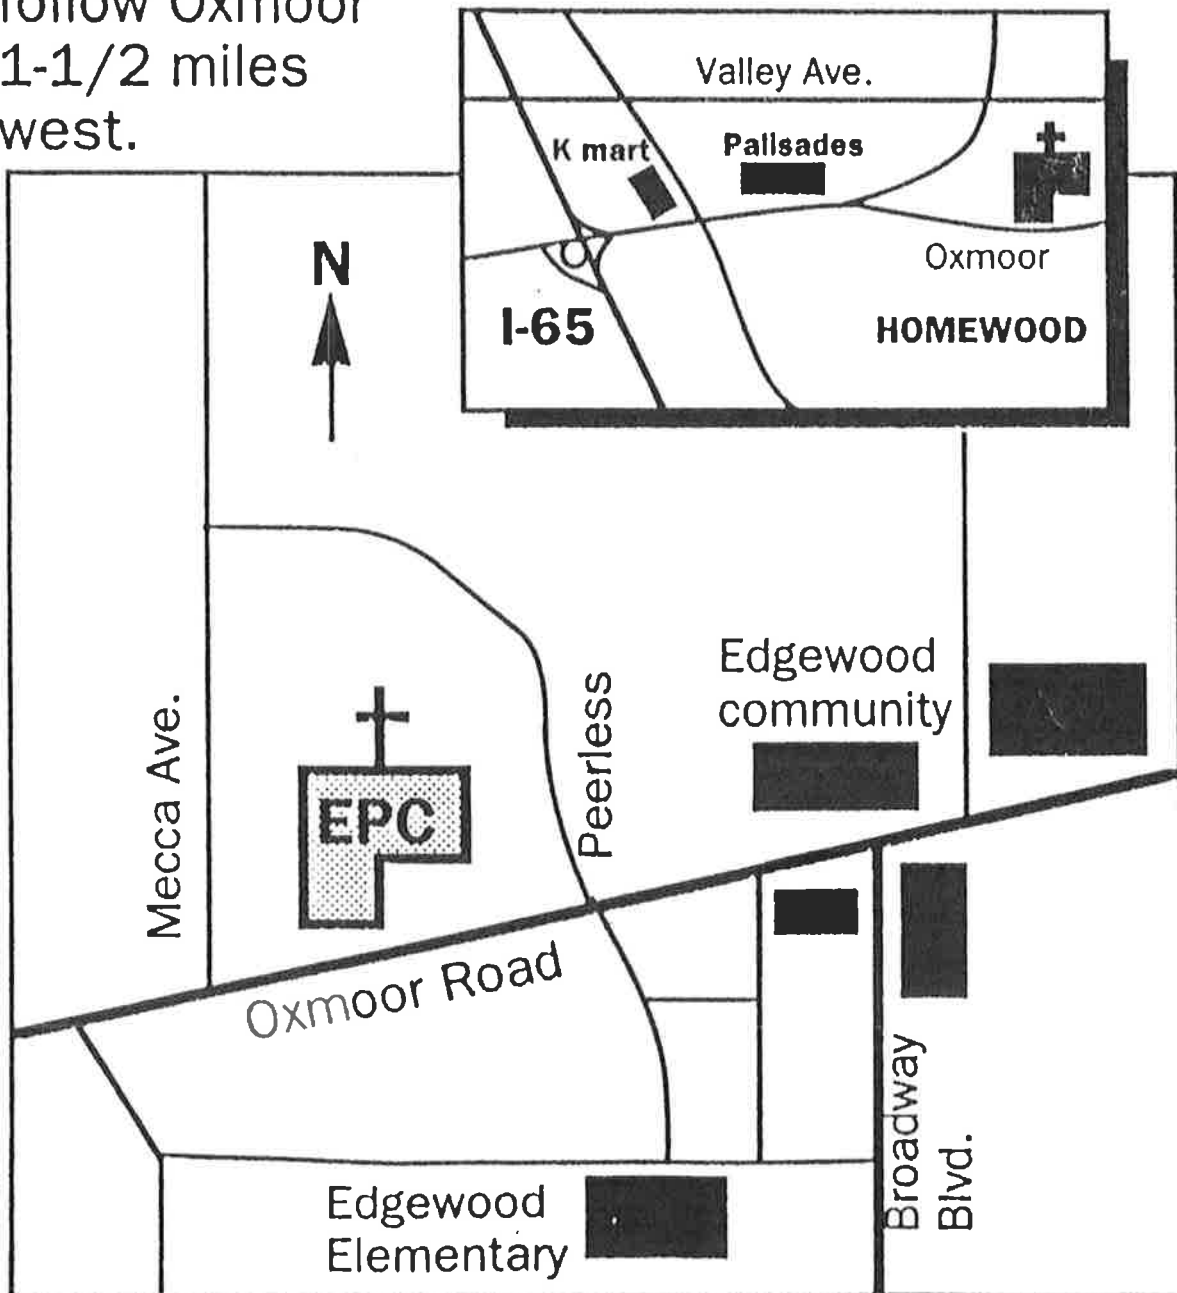 follow Oxmoor
1-1/2 miles
west.
Valley Ave.
K mart
Palisades
Oxmoor
I-65
HOMEWOOD
N
Edgewood
community
Peerless
Mecca Ave.
EPC
Oxmoor Road
Broadway
Blvd.
Edgewood
Elementary